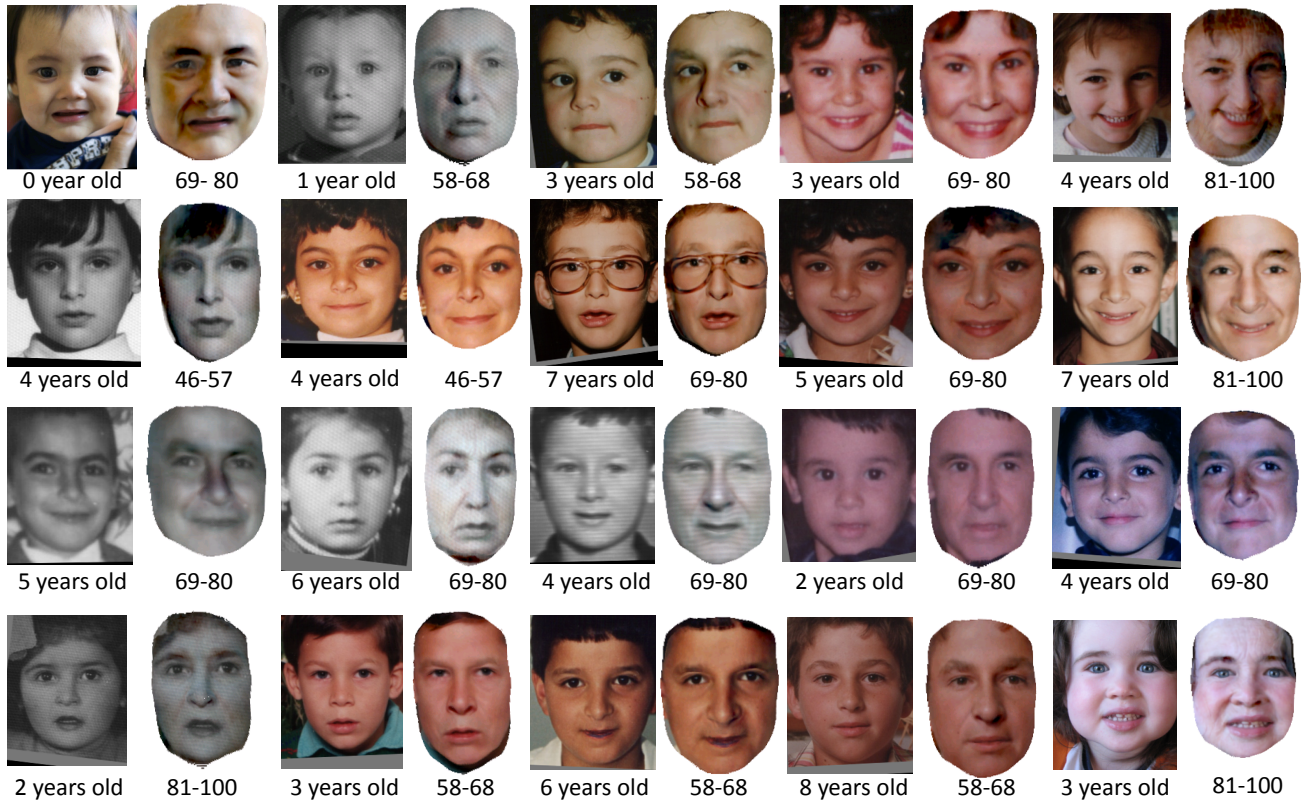 0 year old 69- 80 1 year old 58-68 3 years old 58-68 3 years old 69- 80 4 years old 81-100
4 years old 46-57 4 years old 46-57 7 years old 69-80 5 years old 69-80 7 years old 81-100
5 years old 69-80 6 years old 69-80 4 years old 69-80 2 years old 69-80 4 years old 69-80
2 years old 81-100 3 years old 58-68 6 years old 58-68 8 years old 58-68 3 years old 81-100